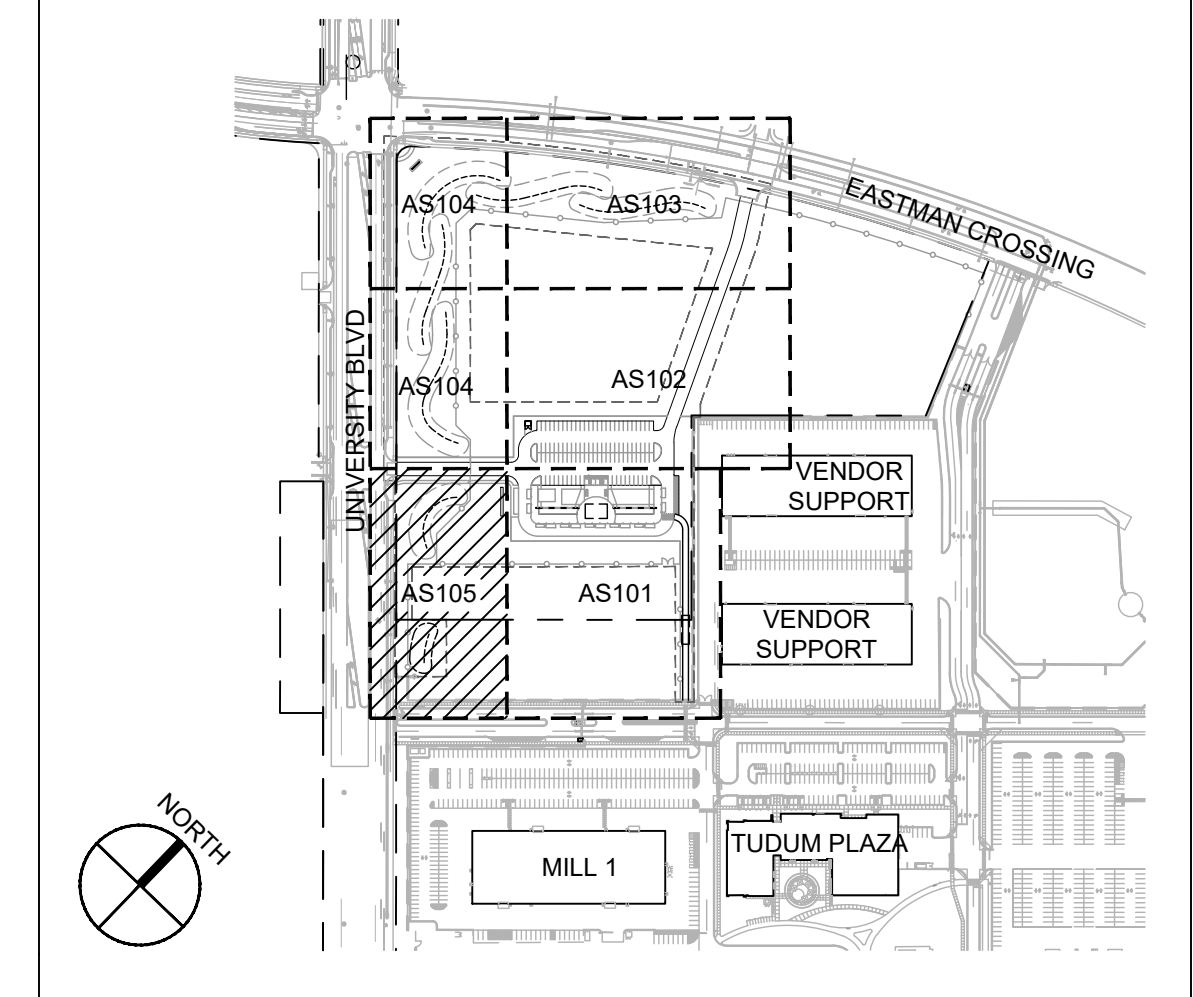 AS104
AS103
EASTMAN CROSSING
UNIVERSITY BLVD
AS104
AS102
VENDOR
SUPPORT
AS105
AS101
VENDOR
SUPPORT
NORTH
MILL 1
TUDUM PLAZA